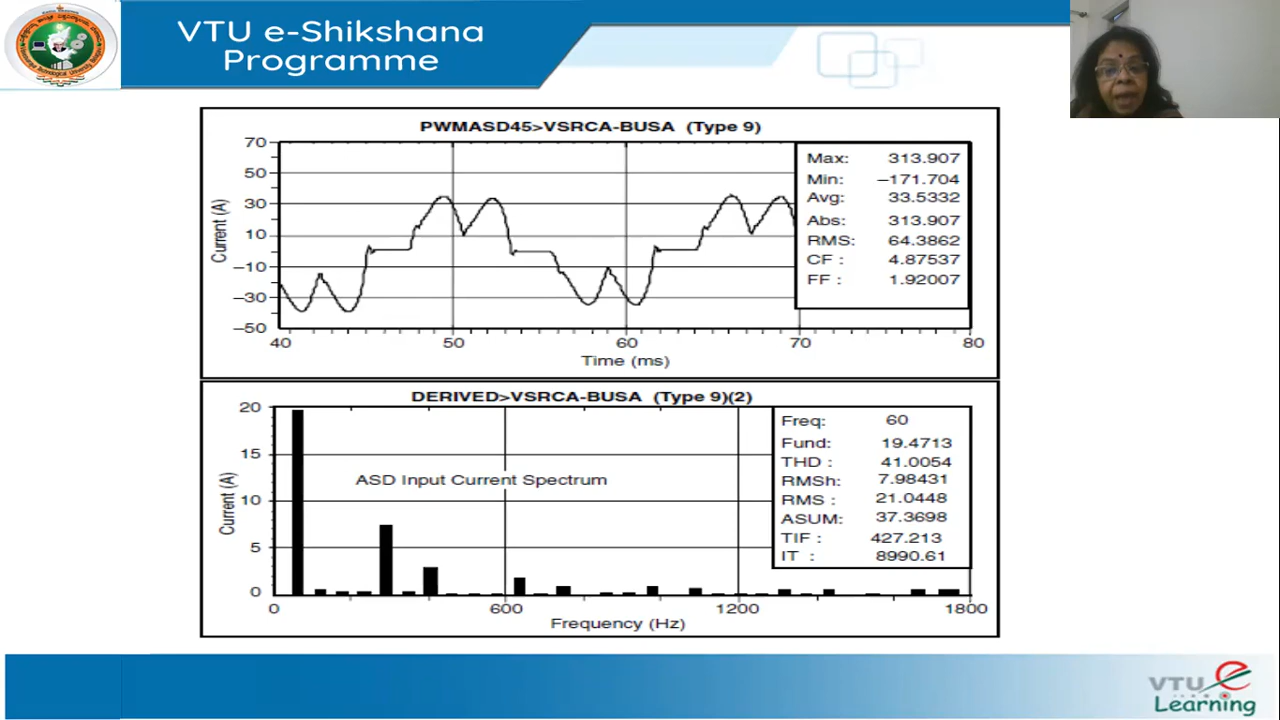 VTU e-Shikshana
Programme
PWMASD45>VSRCA-BUSA (Type 9)
70
50
30
10
−10
−30
−50
Current (A)
40 50 60 70 80
Time (ms)
Max: 313.907
Min: −171.704
Avg: 33.5332
Abs: 313.907
RMS: 64.3862
CF : 4.87537
FF : 1.92007
DERIVED>VSRCA-BUSA (Type 9)(2)
20
15
10
5
0
Current (A)
ASD Input Current Spectrum
0 600 1200 1800
Frequency (Hz)
Freq: 60
Fund: 19.4713
THD : 41.0054
RMSh: 7.98431
RMS : 21.0448
ASUM: 37.3698
TIF : 427.213
IT : 8990.61
VTU e
Learning